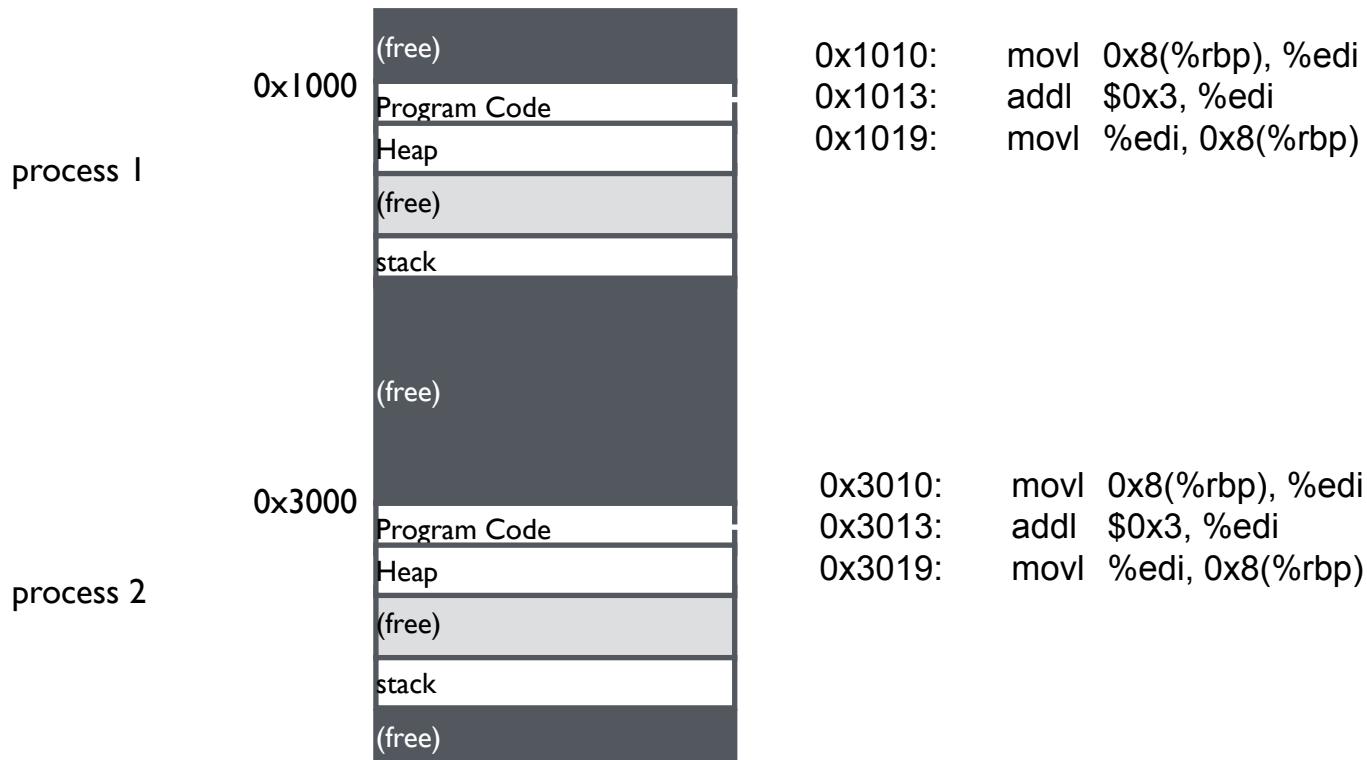 (free)
0x1000
Program Code
Heap
process 1
(free)
stack
0x1010: movl 0x8(%rbp), %edi
0x1013: addl $0x3, %edi
0x1019: movl %edi, 0x8(%rbp)
(free)
0x3000
Program Code
Heap
process 2
(free)
stack
(free)
0x3010: movl 0x8(%rbp), %edi
0x3013: addl $0x3, %edi
0x3019: movl %edi, 0x8(%rbp)